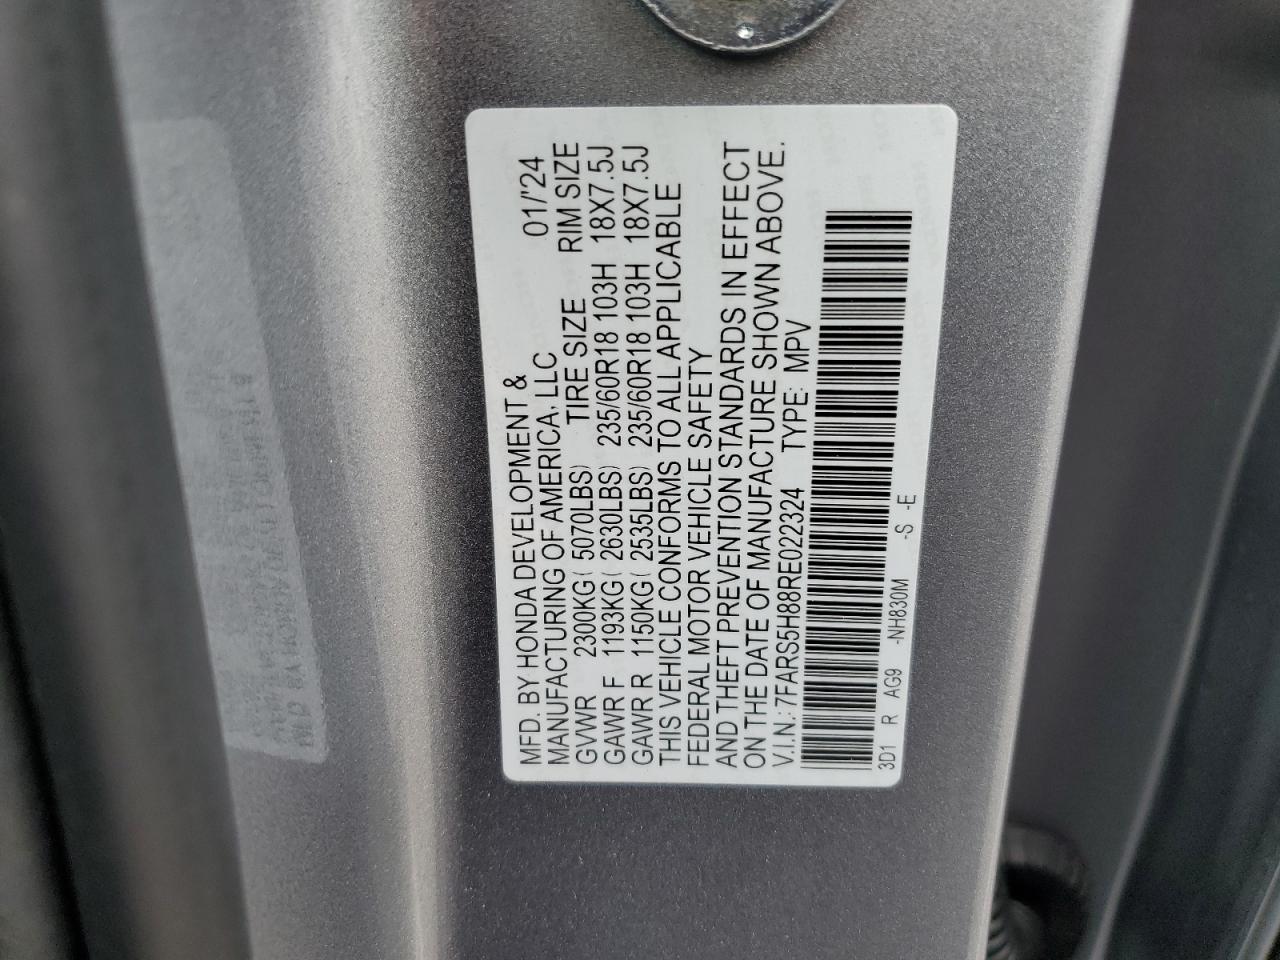 MFD. BY HONDA DEVELOPMENT &
MANUFACTURING OF AMERICA, LLC 01/'24
GVWR 2300KG( 5070LBS) TIRE SIZE RIM SIZE
GAWR F 1193KG( 2630LBS) 235/60R18 103H 18X7.5J
GAWR R 1150KG( 2535LBS) 235/60R18 103H 18X7.5J
THIS VEHICLE CONFORMS TO ALL APPLICABLE
FEDERAL MOTOR VEHICLE SAFETY
AND THEFT PREVENTION STANDARDS IN EFFECT
ON THE DATE OF MANUFACTURE SHOWN ABOVE.
V.I.N.: 7FARS5H88RE022324 TYPE: MPV
3D1 R AG9 -NH830M -S -E